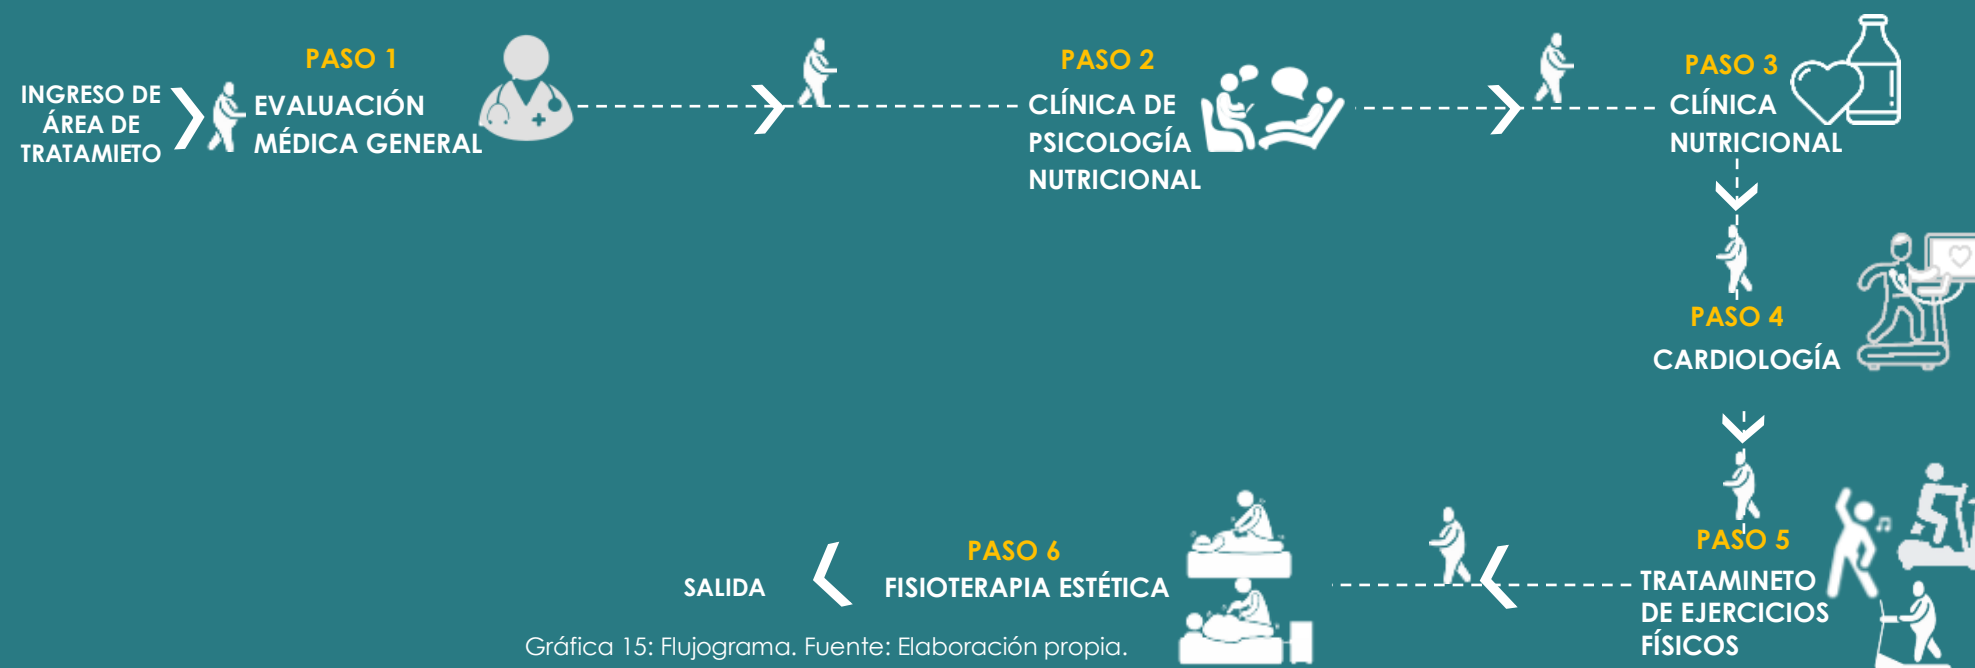 INGRESO DE
ÁREA DE
TRATAMIETO
PASO 1
EVALUACIÓN
MÉDICA GENERAL
PASO 2
CLÍNICA DE
PSICOLOGÍA
NUTRICIONAL
PASO 3
CLÍNICA
NUTRICIONAL
PASO 4
CARDIOLOGÍA
PASO 5
TRATAMINETO
DE EJERCICIOS
FÍSICOS
PASO 6
FISIOTERAPIA ESTÉTICA
SALIDA
Gráfica 15: Flujograma. Fuente: Elaboración propia.